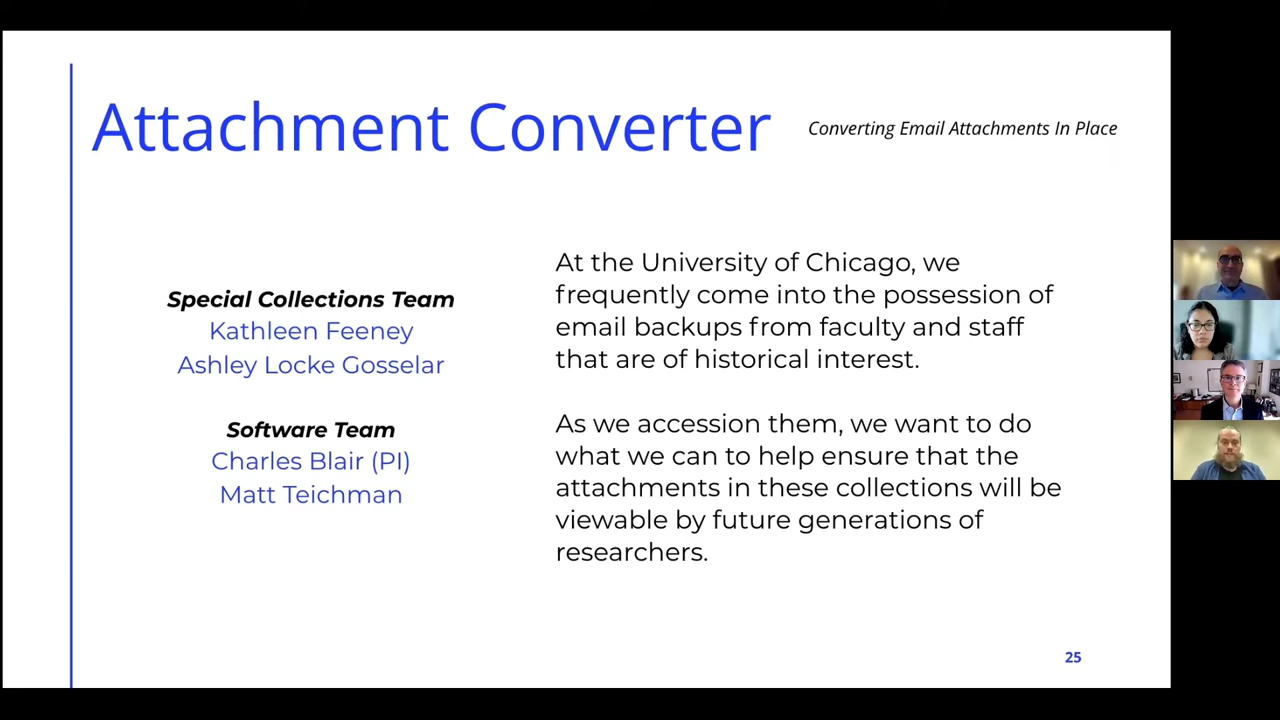 Attachment Converter
Converting Email Attachments In Place
Special Collections Team
Kathleen Feeney
Ashley Locke Gosselar
Software Team
Charles Blair (PI)
Matt Teichman
At the University of Chicago, we
frequently come into the possession of
email backups from faculty and staff
that are of historical interest.
As we accession them, we want to do
what we can to help ensure that the
attachments in these collections will be
viewable by future generations of
researchers.
25